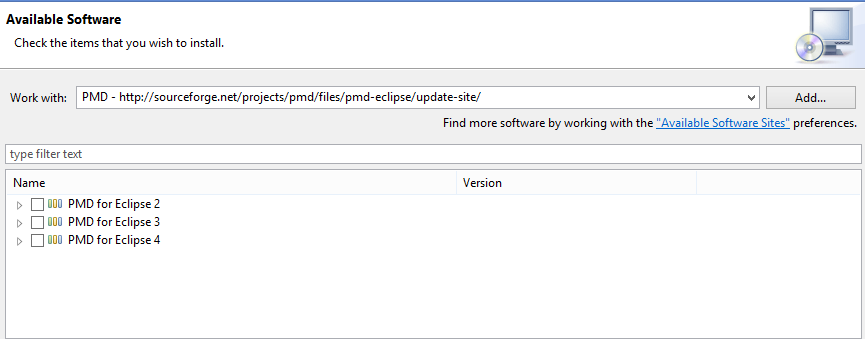 Available Software
Check the items that you wish to install.
Work with: PMD - http://sourceforge.net/projects/pmd/files/pmd-eclipse/update-site/ Add...
Find more software by working with the "Available Software Sites" preferences.
type filter text
Name Version
PMD for Eclipse 2
PMD for Eclipse 3
PMD for Eclipse 4